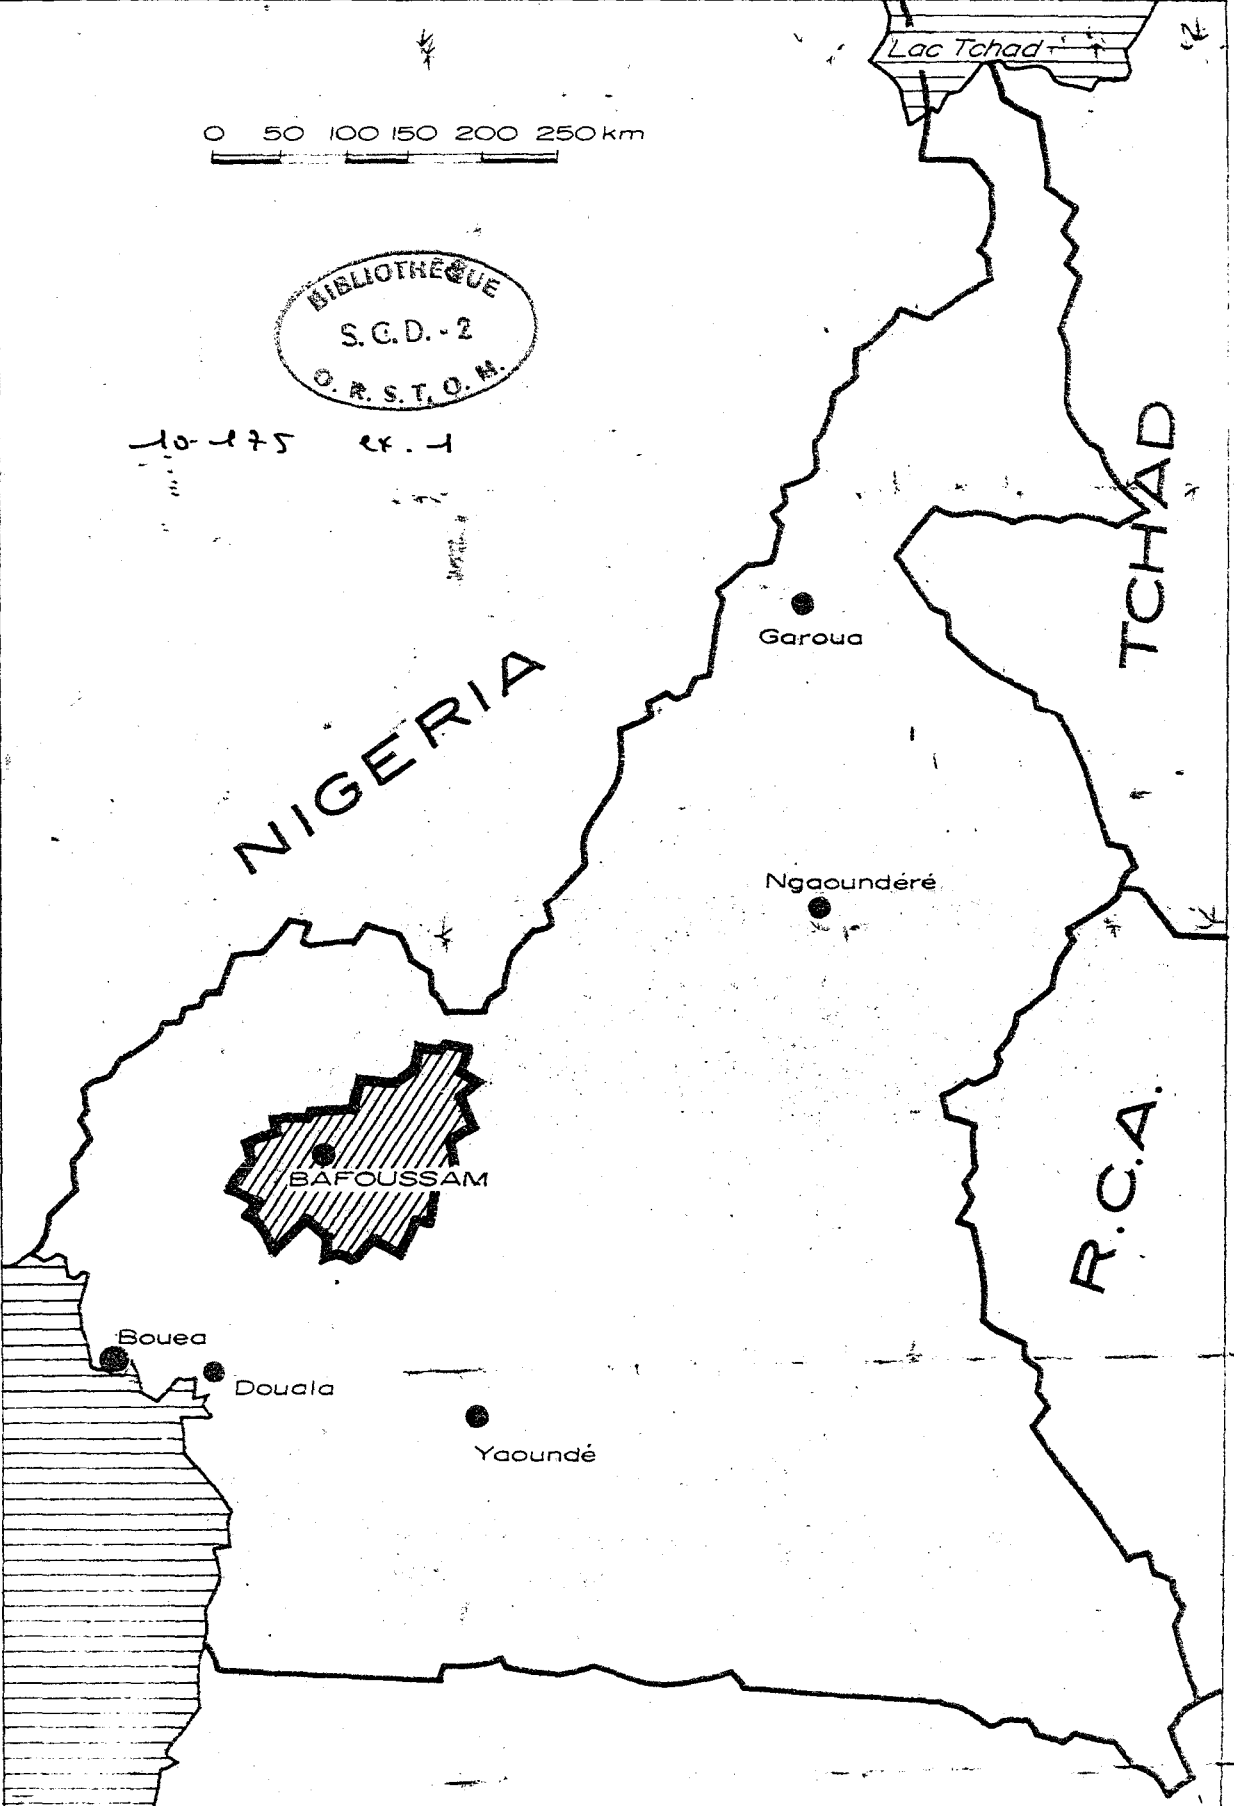 Lac Tchad
0 50 100 150 200 250 km
BIBLIOTHÈQUE
S. C. D. - 2
O. R. S. T. O. M.
10-175 ex. 1
TCHAD
Garoua
NIGERIA
Ngaoundéré
R.C.A.
BAFOUSSAM
Bouea
Douala
Yaoundé